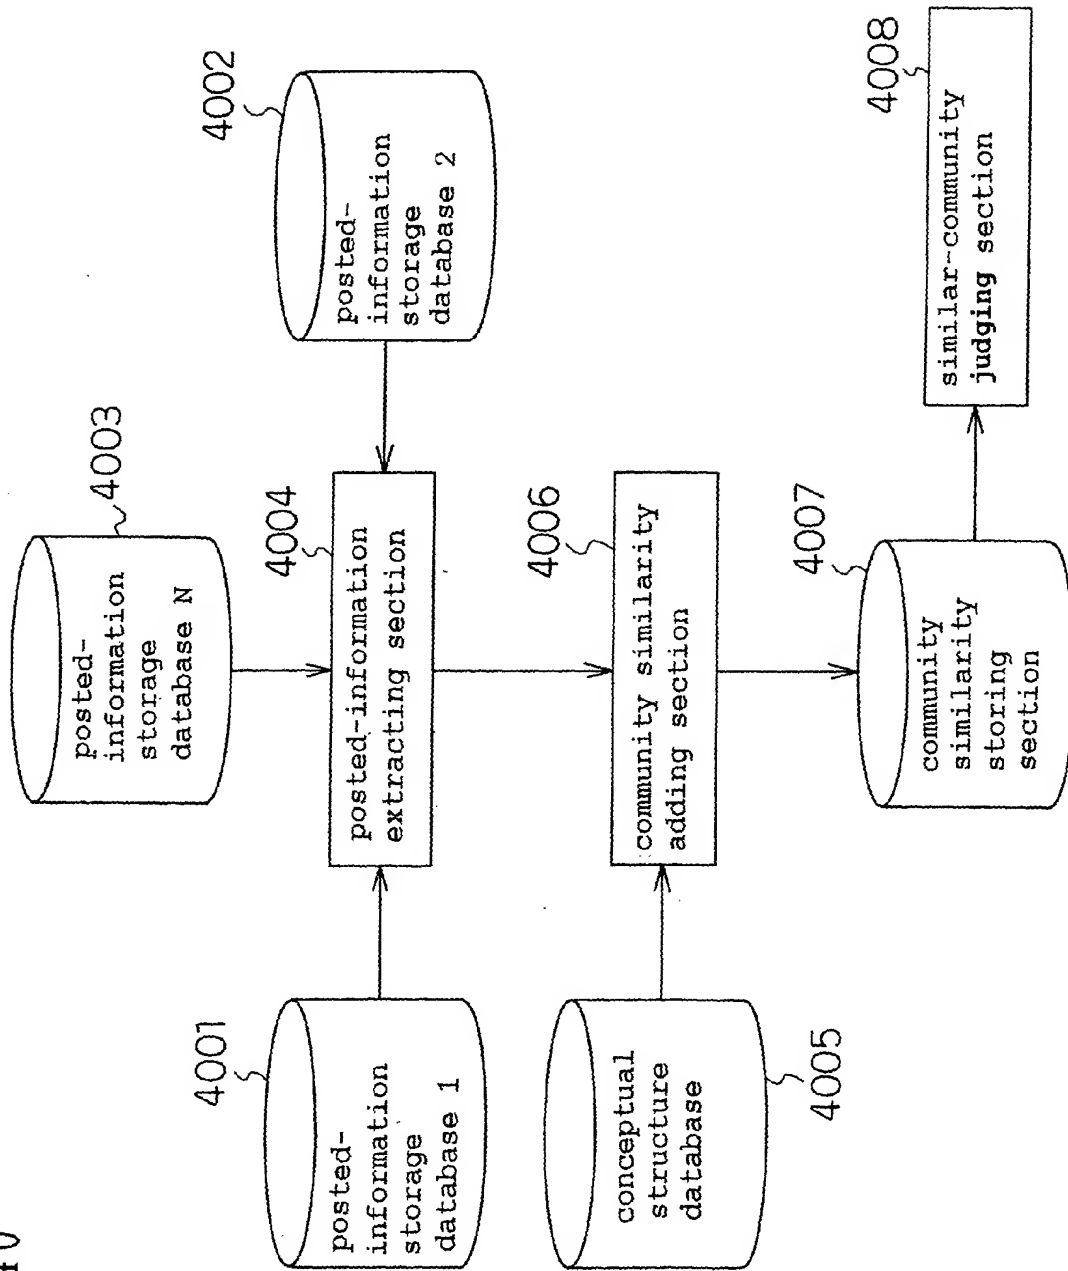 4003
posted-
information
storage
database N
4001
posted-
information
storage
database 1
4004
posted-information
extracting section
4002
posted-
information
storage
database 2
conceptual
structure
database
4005
4006
community similarity
adding section
4007
community
similarity
storing
section
4008
similar-community
judging section